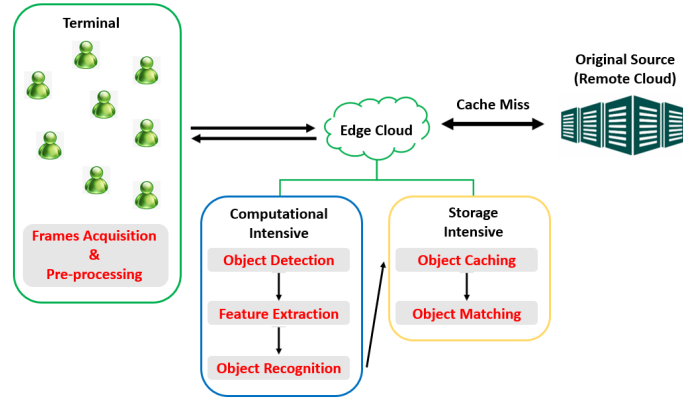 Terminal
Frames Acquisition
&
Pre-processing
Edge Cloud
Cache Miss
Original Source
(Remote Cloud)
Computational
Intensive
Object Detection
Feature Extraction
Object Recognition
Storage
Intensive
Object Caching
Object Matching